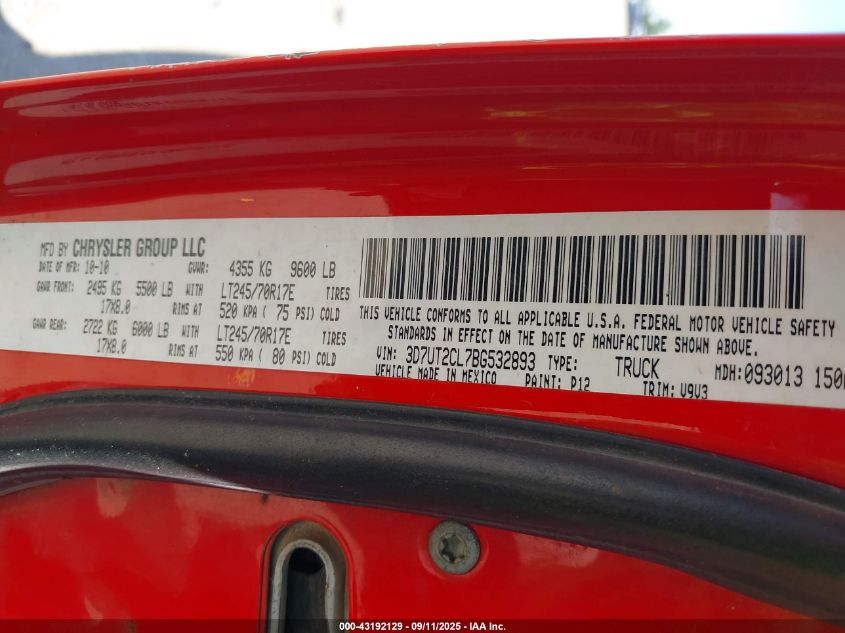 MFD BY CHRYSLER GROUP LLC
DATE OF MFR: 10-10 GVWR: 4355 KG 9600 LB
GAWR FRONT: 2495 KG 5500 LB WITH LT245/70R17E TIRES
17X8.0 RIMS AT 520 KPA ( 75 PSI) COLD
GAWR REAR: 2722 KG 6000 LB WITH LT245/70R17E TIRES
17X8.0 RIMS AT 550 KPA ( 80 PSI) COLD
THIS VEHICLE CONFORMS TO ALL APPLICABLE U.S.A. FEDERAL MOTOR VEHICLE SAFETY
STANDARDS IN EFFECT ON THE DATE OF MANUFACTURE SHOWN ABOVE.
VIN: 3D7UT2CL7BG532893 TYPE: TRUCK MDH: 093013 150
VEHICLE MADE IN MEXICO PAINT: P12 TRIM: V9V3
000-43192129 - 09/11/2025 - IAA Inc.